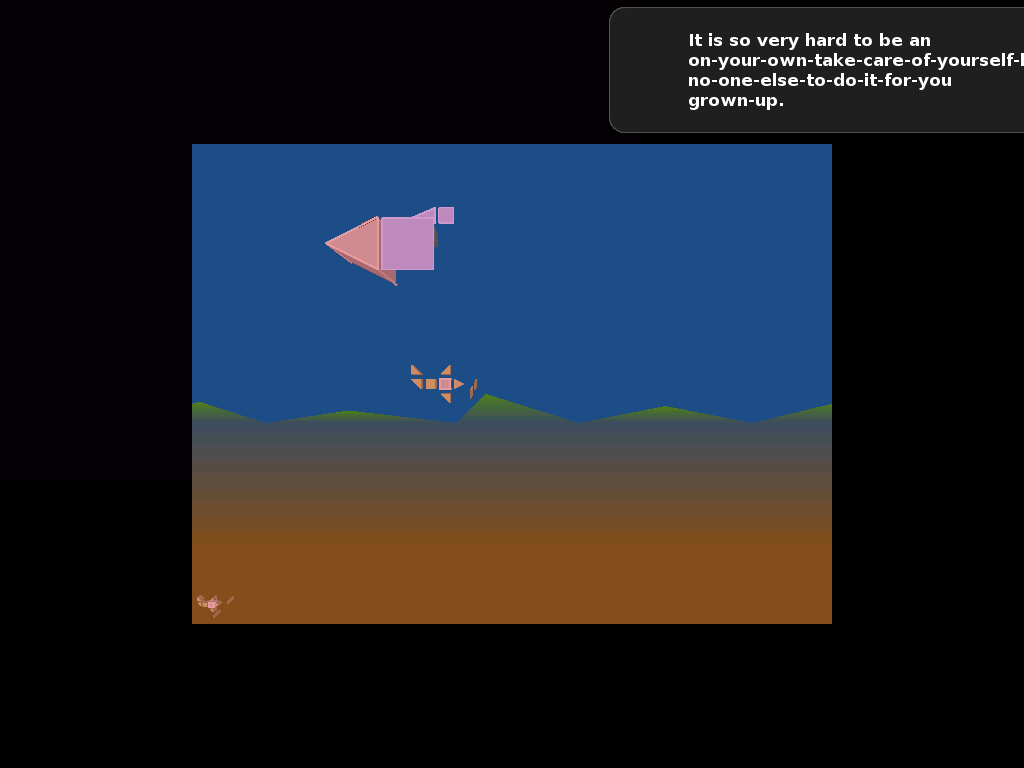 It is so very hard to be an
on-your-own-take-care-of-yourself-
no-one-else-to-do-it-for-you
grown-up.